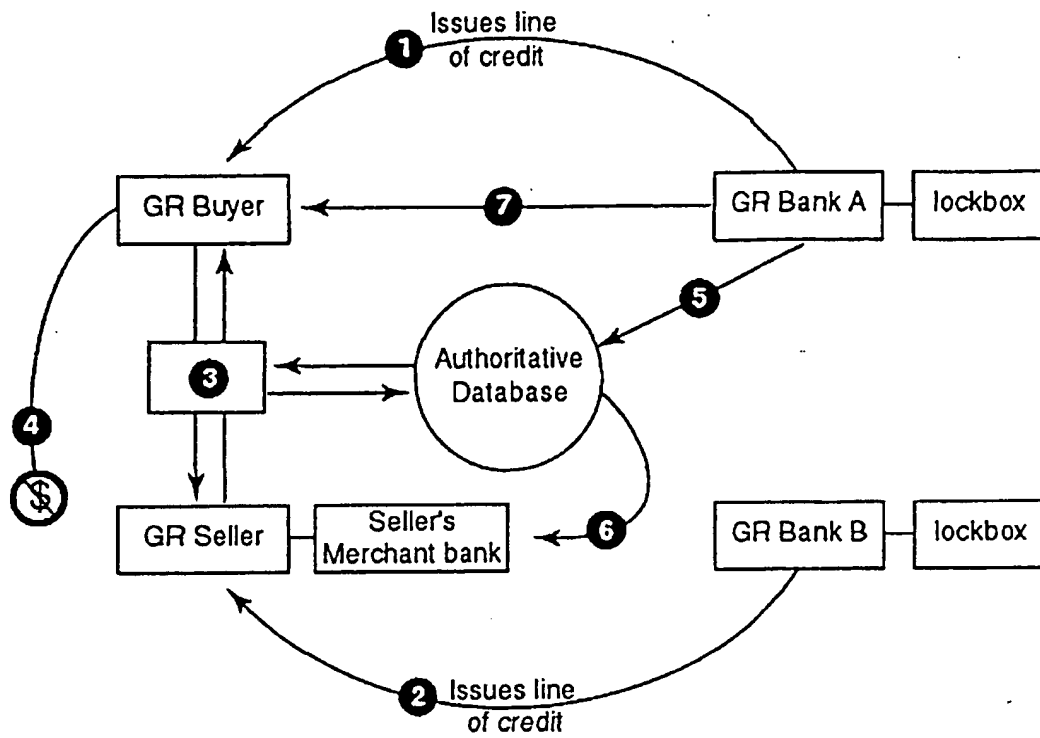 Issues line
of credit
1
GR Buyer
7
GR Bank A
lockbox
5
Authoritative
Database
3
4
$
GR Seller
Seller's
Merchant bank
6
GR Bank B
lockbox
2
Issues line
of credit